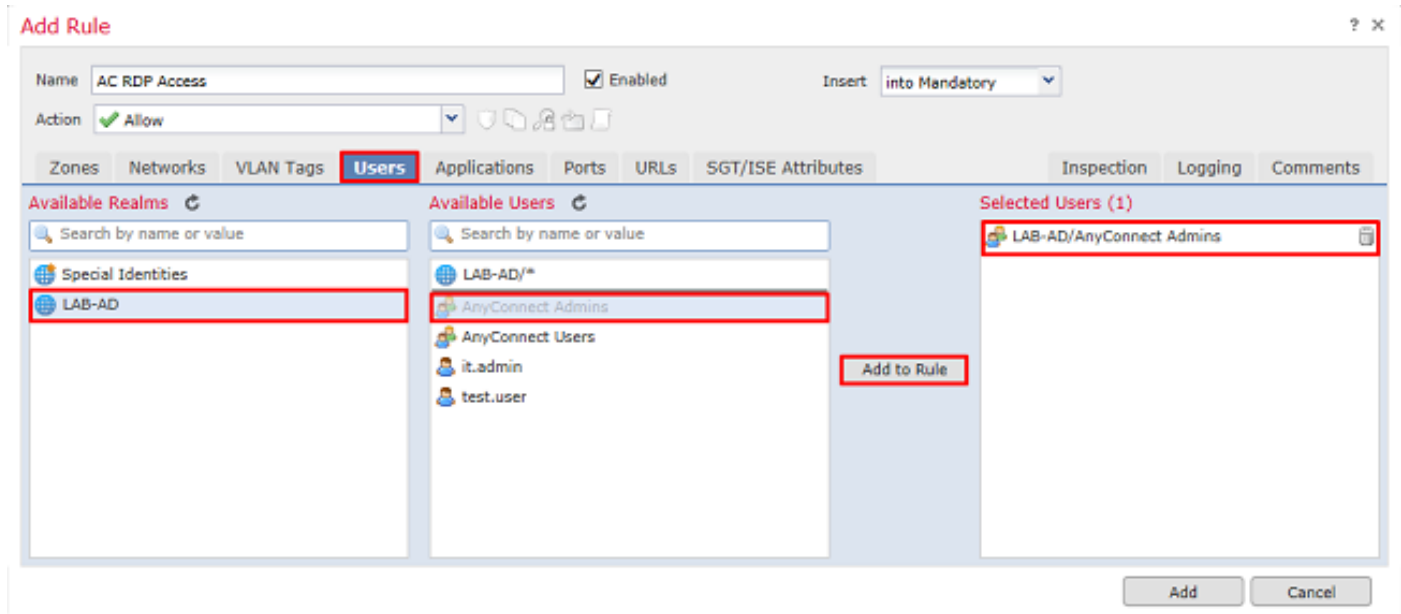 Add Rule ? ×
Name AC RDP Access Enabled Insert into Mandatory
Action Allow
Zones Networks VLAN Tags Users Applications Ports URLs SGT/ISE Attributes Inspection Logging Comments
Available Realms Available Users Selected Users (1)
Search by name or value Search by name or value LAB-AD/AnyConnect Admins
Special Identities LAB-AD/*
LAB-AD AnyConnect Admins
AnyConnect Users
it.admin Add to Rule
test.user
Add Cancel